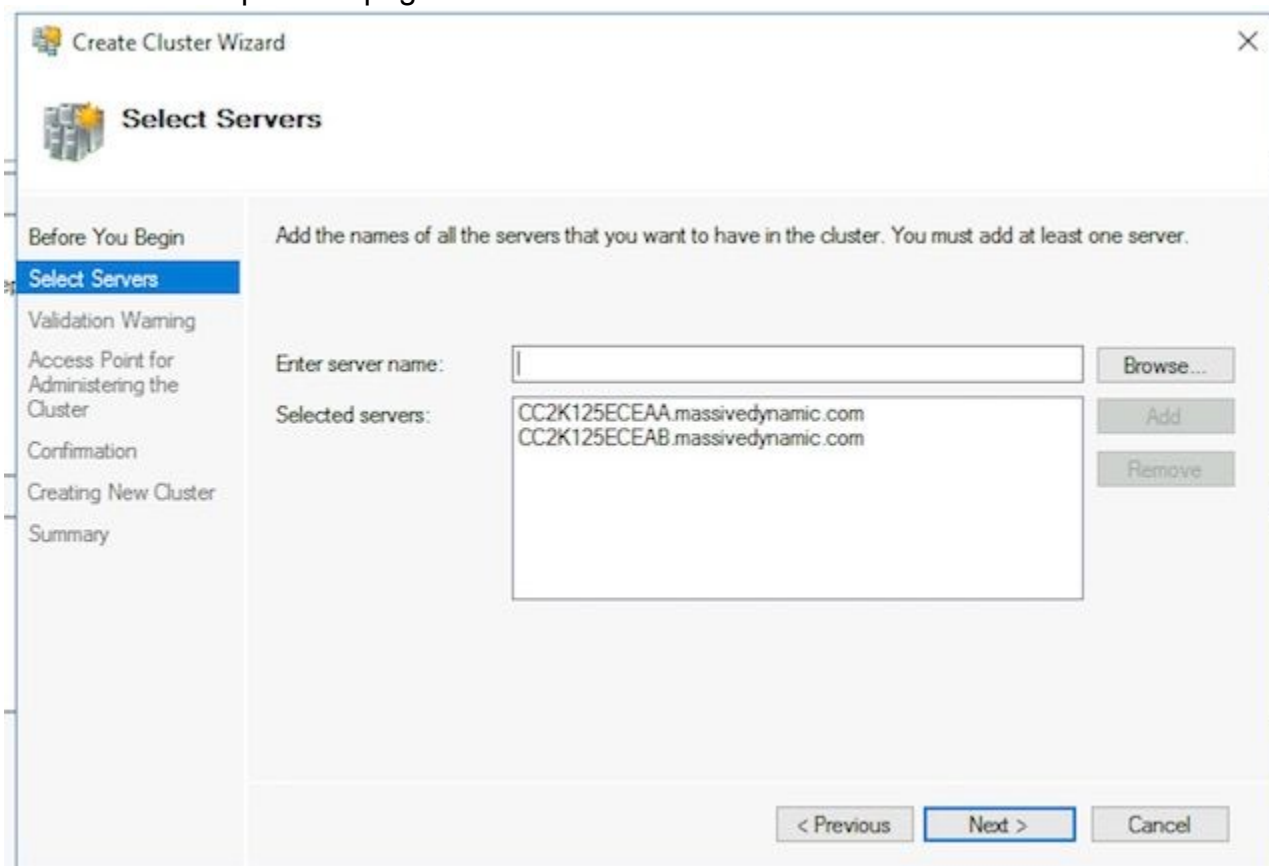 Create Cluster Wizard
Select Servers
Before You Begin
Select Servers
Validation Warning
Access Point for
Administering the
Cluster
Confirmation
Creating New Cluster
Summary
Add the names of all the servers that you want to have in the cluster. You must add at least one server.
Enter server name:
Browse...
Selected servers:
CC2K125ECEAA.massivedynamic.com
CC2K125ECEAB.massivedynamic.com
Add
Remove
< Previous
Next >
Cancel